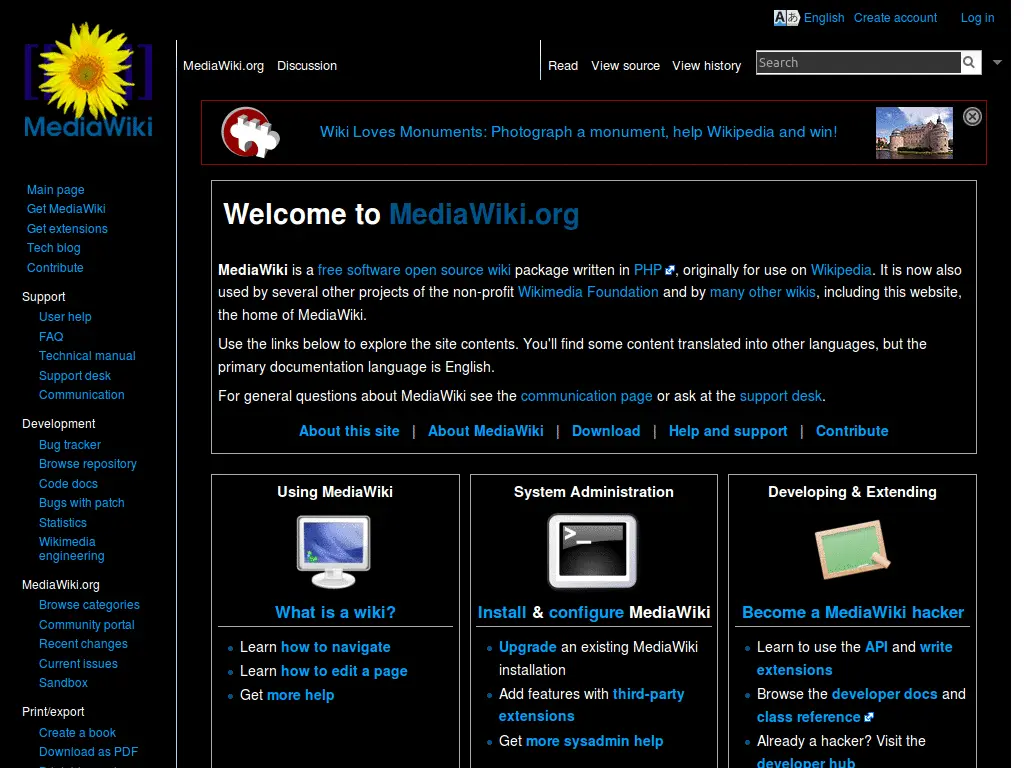 English Create account Log in
MediaWiki
MediaWiki.org Discussion Read View source View history Search
Wiki Loves Monuments: Photograph a monument, help Wikipedia and win!
Main page
Get MediaWiki
Get extensions
Tech blog
Contribute
Support
User help
FAQ
Technical manual
Support desk
Communication
Development
Bug tracker
Browse repository
Code docs
Bugs with patch
Statistics
Wikimedia
engineering
MediaWiki.org
Browse categories
Community portal
Recent changes
Current issues
Sandbox
Print/export
Create a book
Download as PDF
Welcome to MediaWiki.org
MediaWiki is a free software open source wiki package written in PHP, originally for use on Wikipedia. It is now also
used by several other projects of the non-profit Wikimedia Foundation and by many other wikis, including this website,
the home of MediaWiki.
Use the links below to explore the site contents. You'll find some content translated into other languages, but the
primary documentation language is English.
For general questions about MediaWiki see the communication page or ask at the support desk.
About this site | About MediaWiki | Download | Help and support | Contribute
Using MediaWiki
What is a wiki?
Learn how to navigate
Learn how to edit a page
Get more help
System Administration
>_
Install & configure MediaWiki
Upgrade an existing MediaWiki
installation
Add features with third-party
extensions
Get more sysadmin help
Developing & Extending
Become a MediaWiki hacker
Learn to use the API and write
extensions
Browse the developer docs and
class reference
Already a hacker? Visit the
developer hub